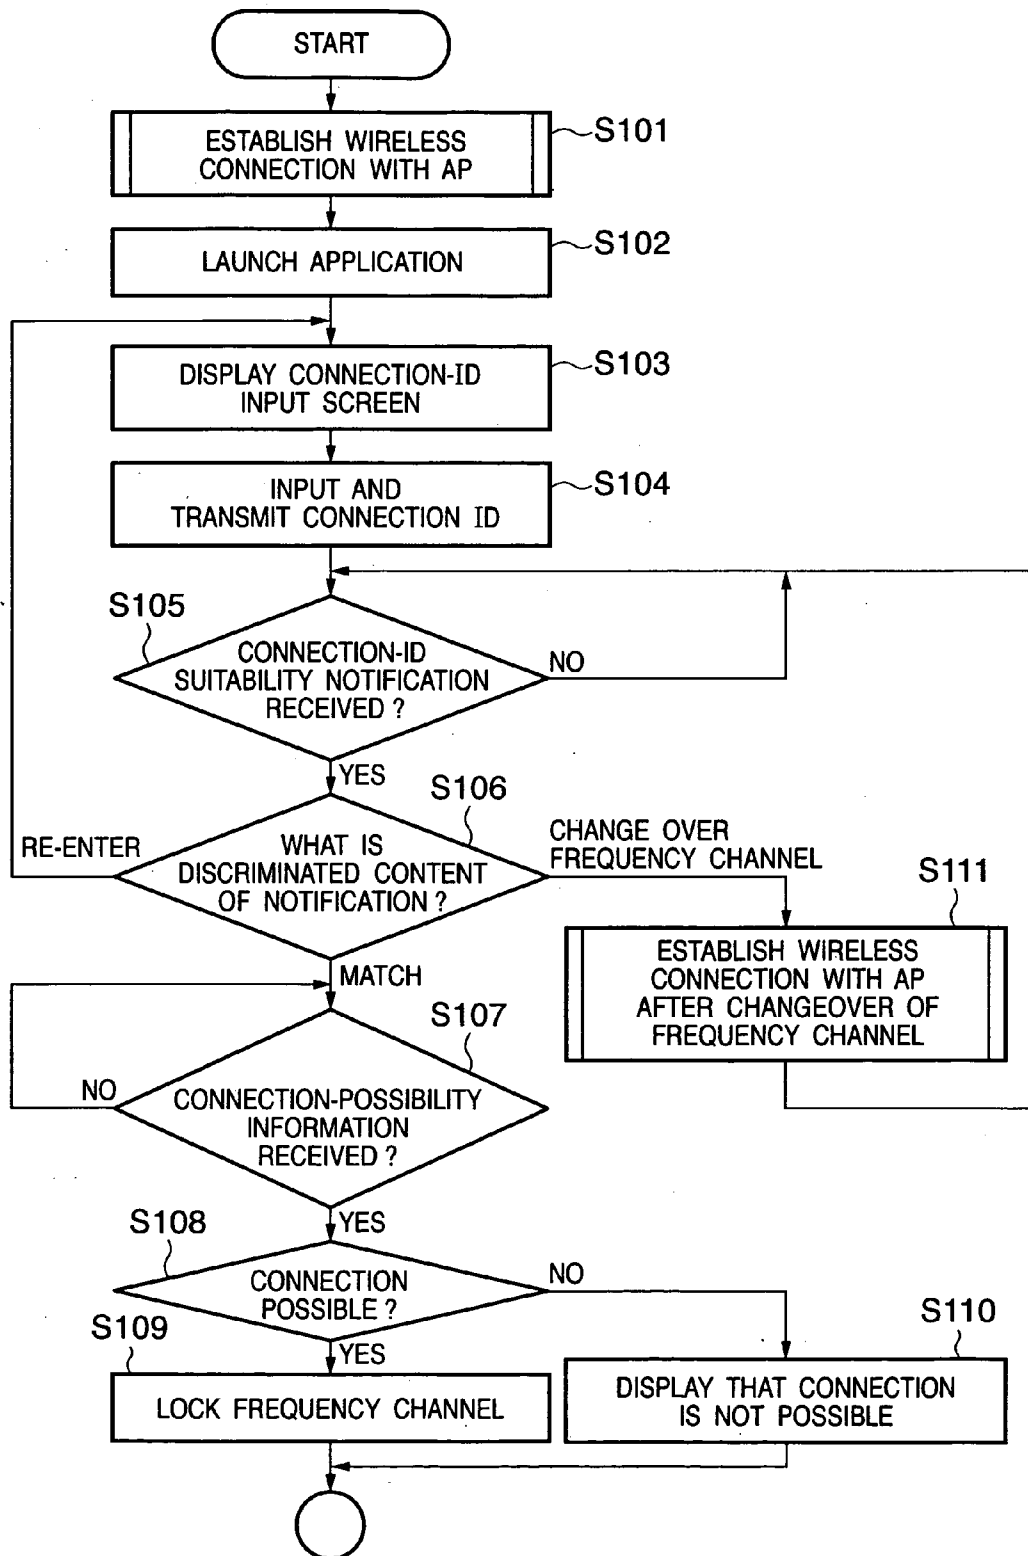 START
ESTABLISH WIRELESS
CONNECTION WITH AP
S101
LAUNCH APPLICATION
S102
DISPLAY CONNECTION-ID
INPUT SCREEN
S103
INPUT AND
TRANSMIT CONNECTION ID
S104
S105
CONNECTION-ID
SUITABILITY NOTIFICATION
RECEIVED ?
NO
YES
S106
RE-ENTER
WHAT IS
DISCRIMINATED CONTENT
OF NOTIFICATION ?
CHANGE OVER
FREQUENCY CHANNEL
S111
ESTABLISH WIRELESS
CONNECTION WITH AP
AFTER CHANGEOVER OF
FREQUENCY CHANNEL
MATCH
S107
NO
CONNECTION-POSSIBILITY
INFORMATION
RECEIVED ?
YES
S108
CONNECTION
POSSIBLE ?
NO
S109
YES
S110
LOCK FREQUENCY CHANNEL
DISPLAY THAT CONNECTION
IS NOT POSSIBLE